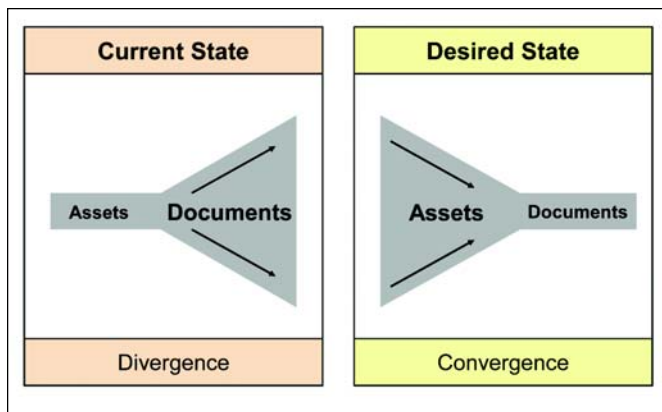 Current State
Assets
Documents
Divergence
Desired State
Assets
Documents
Convergence